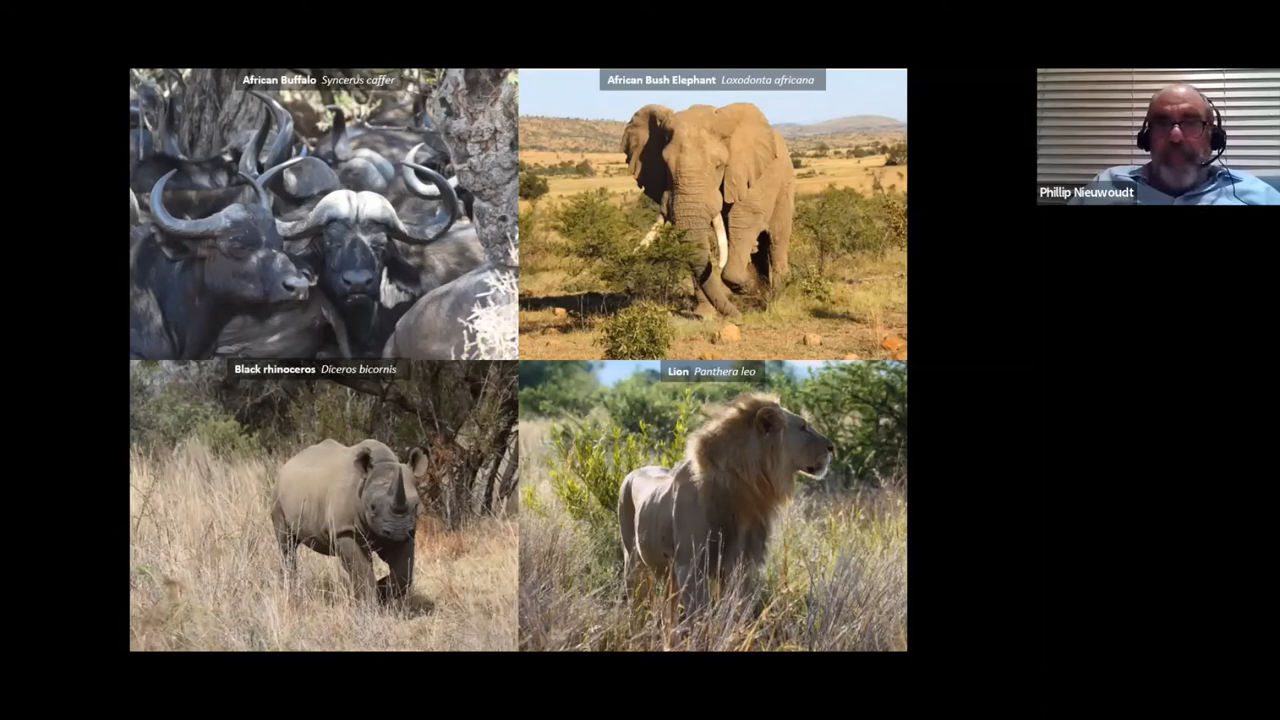 African Buffalo Syncerus caffer
African Bush Elephant Loxodonta africana
Phillip Nieuwoudt
Black rhinoceros Diceros bicornis
Lion Panthera leo